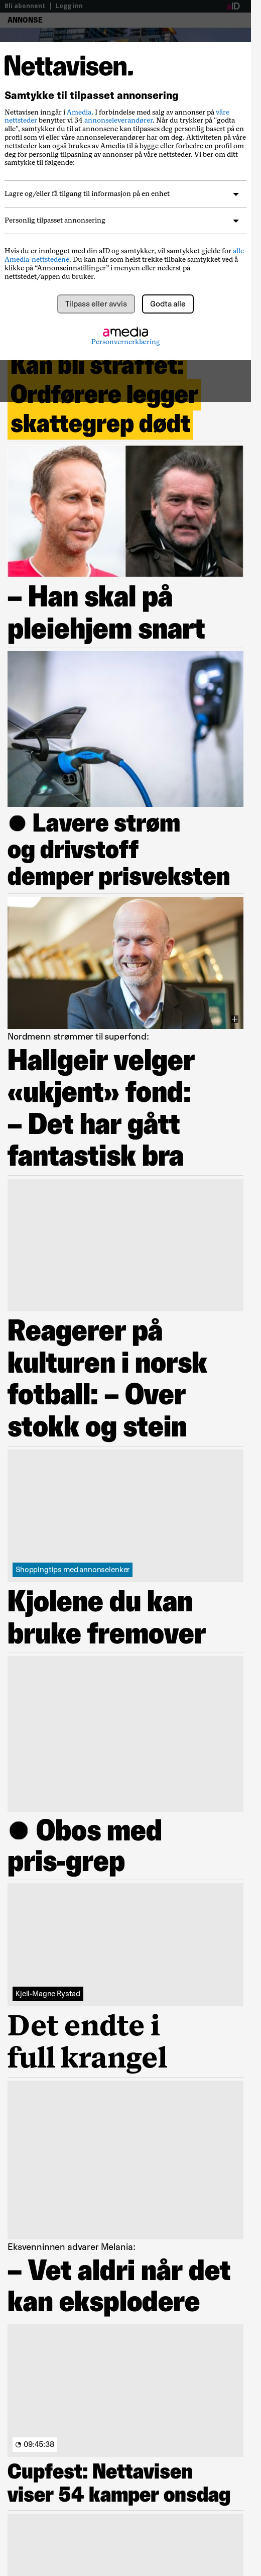 Bli abonnent | Logg inn
aID
ANNONSE
Nettavisen.
Samtykke til tilpasset annonsering
Nettavisen inngår i Amedia. I forbindelse med salg av annonser på våre
nettsteder benytter vi 34 annonseleverandører. Når du trykker på "godta
alle", samtykker du til at annonsene kan tilpasses deg personlig basert på en
profil som vi eller våre annonseleverandører har om deg. Aktiviteten på våre
nettsteder kan også brukes av Amedia til å bygge eller forbedre en profil om
deg for personlig tilpasning av annonser på våre nettsteder. Vi ber om ditt
samtykke til følgende:
Lagre og/eller få tilgang til informasjon på en enhet
Personlig tilpasset annonsering
Hvis du er innlogget med din aID og samtykker, vil samtykket gjelde for alle
Amedia-nettstedene. Du kan når som helst trekke tilbake samtykket ved å
klikke på “Annonseinnstillinger” i menyen eller nederst på
nettstedet/appen du bruker.
Tilpass eller avvis
Godta alle
amedia
Personvernerklæring
Kan bli straffet:
Ordførere legger
skattegrep dødt
– Han skal på
pleiehjem snart
● Lavere strøm
og drivstoff
demper prisveksten
Nordmenn strømmer til superfond:
Hallgeir velger
«ukjent» fond:
– Det har gått
fantastisk bra
Reagerer på
kulturen i norsk
fotball: – Over
stokk og stein
Shoppingtips med annonselenker
Kjolene du kan
bruke fremover
● Obos med
pris-grep
Kjell-Magne Rystad
Det endte i
full krangel
Eksvenninnen advarer Melania:
– Vet aldri når det
kan eksplodere
09:45:38
Cupfest: Nettavisen
viser 54 kamper onsdag